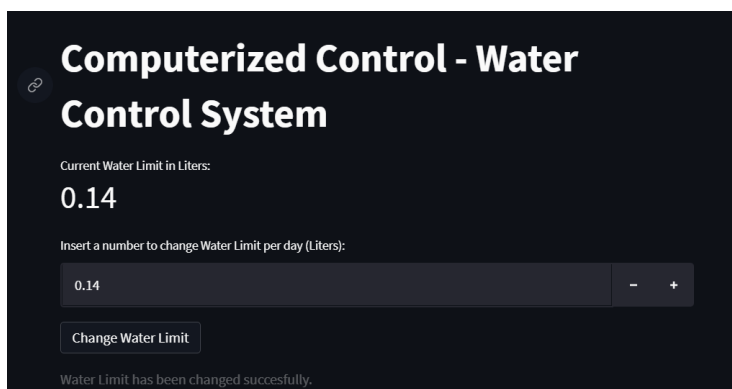 Computerized Control - Water
Control System
Current Water Limit in Liters:
0.14
Insert a number to change Water Limit per day (Liters):
0.14 - +
Change Water Limit
Water Limit has been changed succesfully.